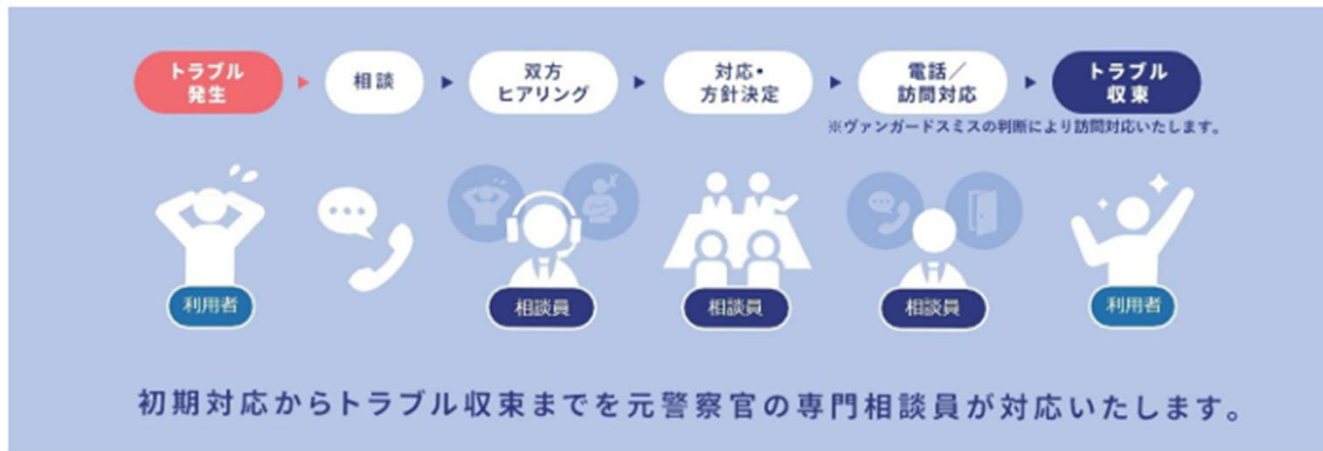 トラブル
発生
相談
双方
ヒアリング
対応・
方針決定
電話／
訪問対応
トラブル
収束
※ヴァンガードスミスの判断により訪問対応いたします。
利用者
相談員
相談員
相談員
利用者
初期対応からトラブル収束までを元警察官の専門相談員が対応いたします。